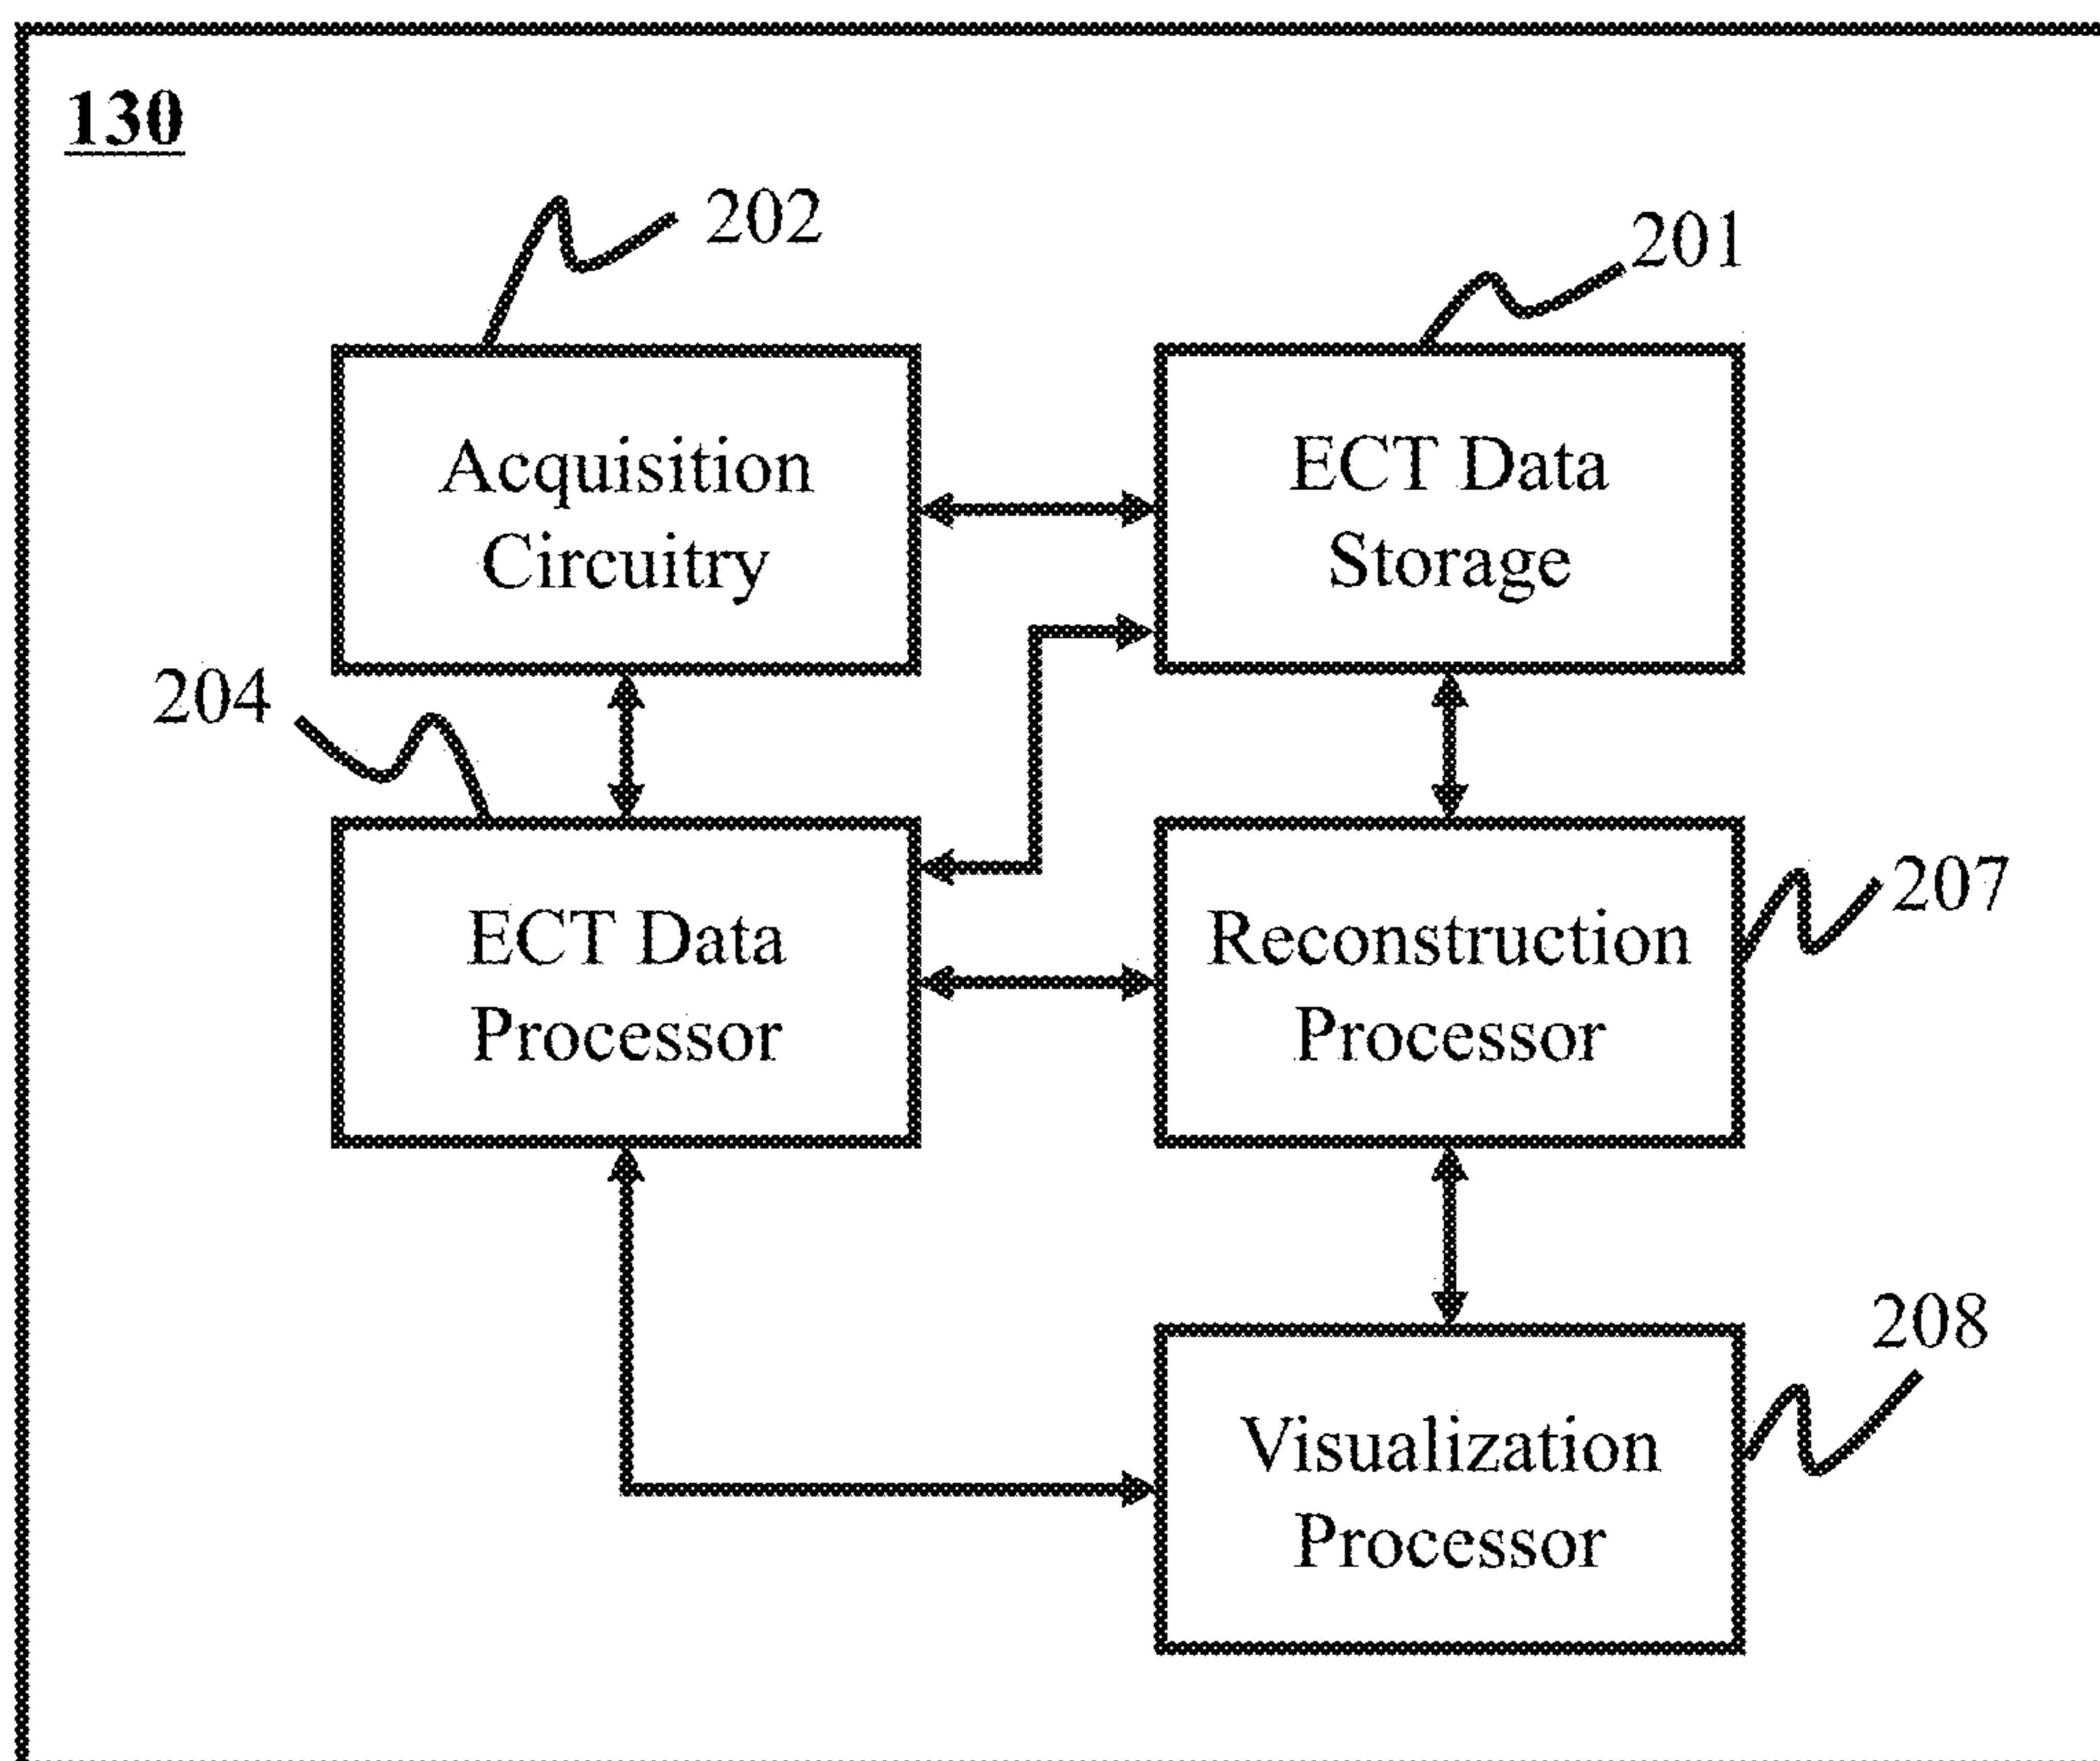 130
202
201
Acquisition
Circuitry
ECT Data
Storage
204
ECT Data
Processor
Reconstruction
Processor
207
208
Visualization
Processor